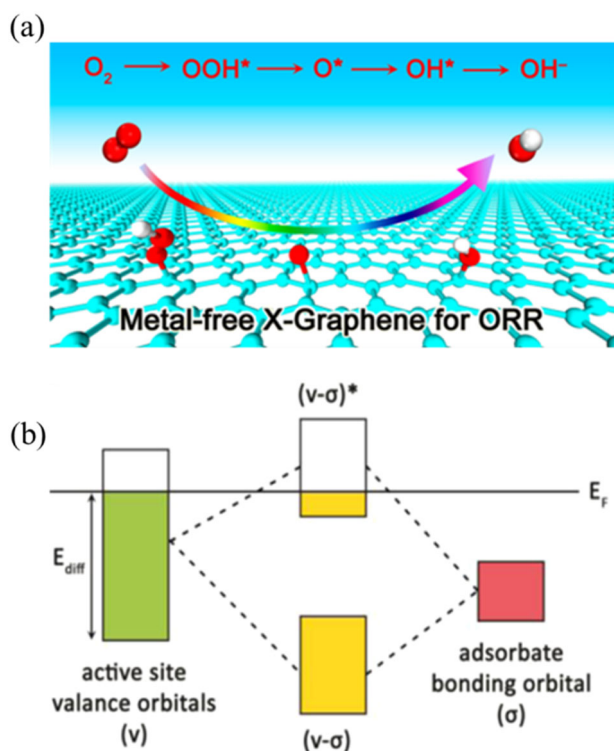 (a)
O₂ → OOH* → O* → OH* → OH⁻
Metal-free X-Graphene for ORR
(b)
(v-σ)*
E_F
E_diff
active site
valance orbitals
(v)
(v-σ)
adsorbate
bonding orbital
(σ)